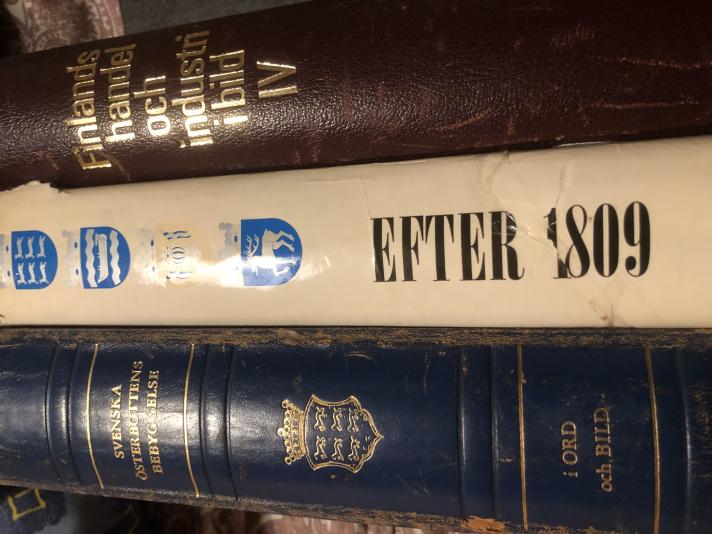 Finlands
handel
och
industri
i bild
IV
EFTER 1809
SVENSKA
ÖSTERBOTTENS
BEBYGGELSE
i ORD
och BILD